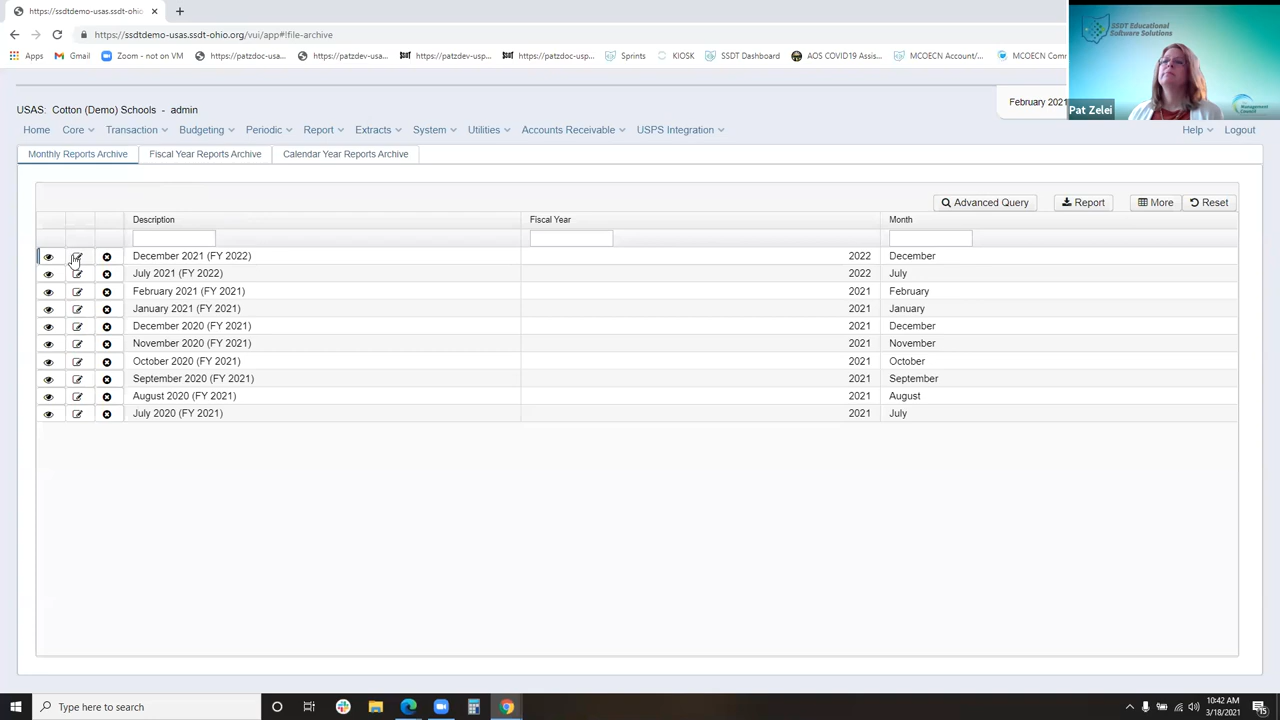 https://ssdtdemo-usas.ssdt-ohio
https://ssdtdemo-usas.ssdt-ohio.org/vui/app#!file-archive
Apps Gmail Zoom - not on VM https://patzdoc-usa... https://patzdev-usa... https://patzdev-usp... https://patzdoc-usp... Sprints KIOSK SSDT Dashboard AOS COVID19 Assis... MCOECN Account/... MCOECN Com
SSDT Educational
Software Solutions
Management
Council
Pat Zelei
USAS: Cotton (Demo) Schools - admin
February 2021
Home Core Transaction Budgeting Periodic Report Extracts System Utilities Accounts Receivable USPS Integration Help Logout
Monthly Reports Archive Fiscal Year Reports Archive Calendar Year Reports Archive
Advanced Query Report More Reset
Description Fiscal Year Month
December 2021 (FY 2022) 2022 December
July 2021 (FY 2022) 2022 July
February 2021 (FY 2021) 2021 February
January 2021 (FY 2021) 2021 January
December 2020 (FY 2021) 2021 December
November 2020 (FY 2021) 2021 November
October 2020 (FY 2021) 2021 October
September 2020 (FY 2021) 2021 September
August 2020 (FY 2021) 2021 August
July 2020 (FY 2021) 2021 July
Type here to search
10:42 AM
3/18/2021
15